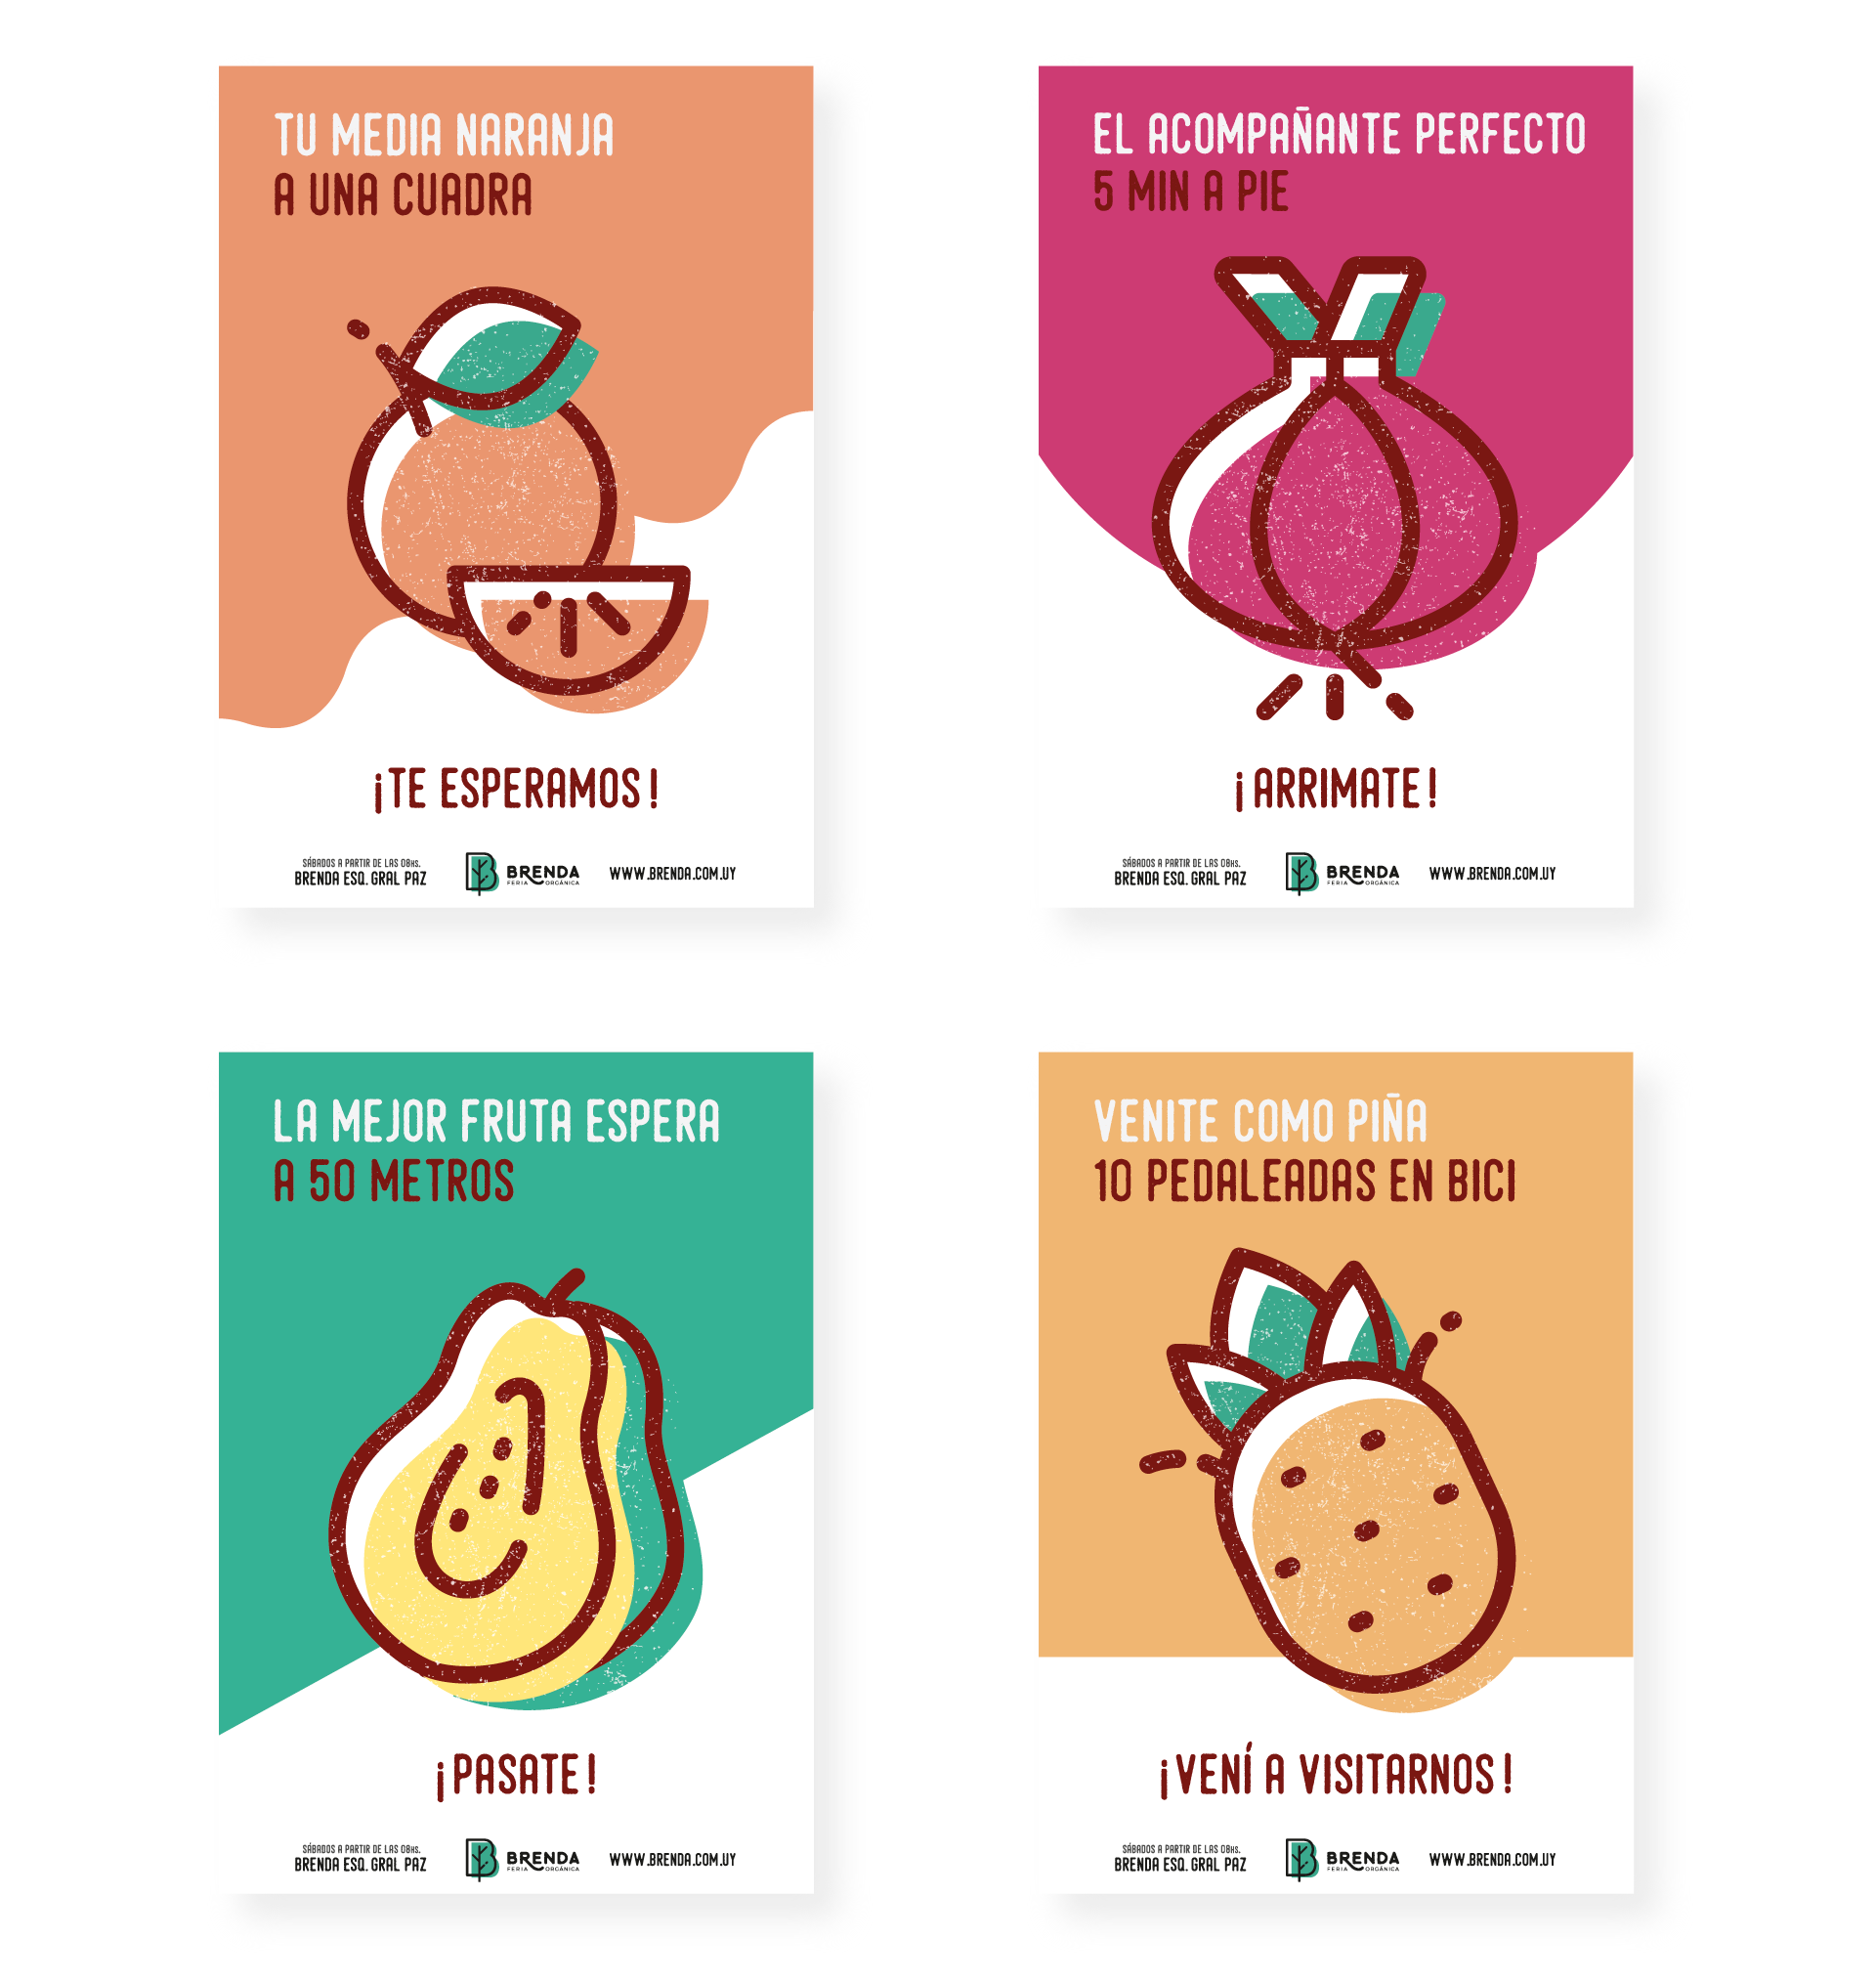 TU MEDIA NARANJA
A UNA CUADRA
¡TE ESPERAMOS!
SÁBADOS A PARTIR DE LAS 08HS.
BRENDA ESQ. GRAL PAZ
BRENDA
FERIA ORGÁNICA
WWW.BRENDA.COM.UY
EL ACOMPAÑANTE PERFECTO
5 MIN A PIE
¡ARRIMATE!
SÁBADOS A PARTIR DE LAS 08HS.
BRENDA ESQ. GRAL PAZ
BRENDA
FERIA ORGÁNICA
WWW.BRENDA.COM.UY
LA MEJOR FRUTA ESPERA
A 50 METROS
¡PASATE!
SÁBADOS A PARTIR DE LAS 08HS.
BRENDA ESQ. GRAL PAZ
BRENDA
FERIA ORGÁNICA
WWW.BRENDA.COM.UY
VENITE COMO PIÑA
10 PEDALEADAS EN BICI
¡VENÍ A VISITARNOS!
SÁBADOS A PARTIR DE LAS 08HS.
BRENDA ESQ. GRAL PAZ
BRENDA
FERIA ORGÁNICA
WWW.BRENDA.COM.UY